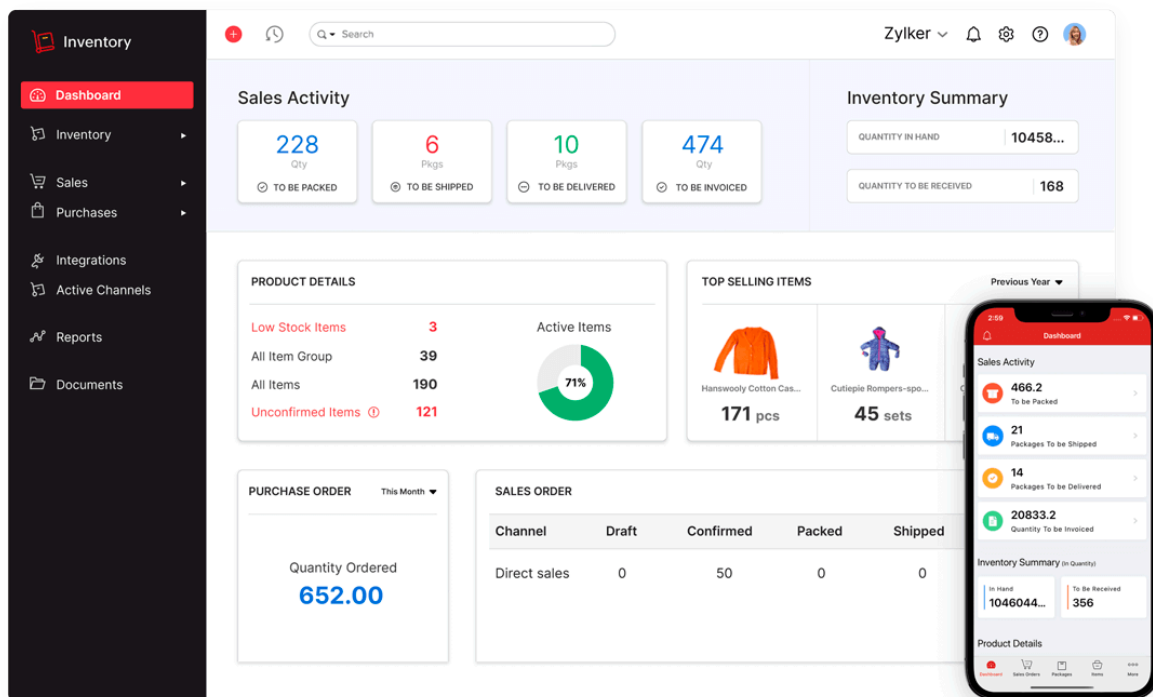 Inventory
Search
Zylker
Dashboard
Inventory
Sales
Purchases
Integrations
Active Channels
Reports
Documents
Sales Activity
228
Qty
TO BE PACKED
6
Pkgs
TO BE SHIPPED
10
Pkgs
TO BE DELIVERED
474
Qty
TO BE INVOICED
Inventory Summary
QUANTITY IN HAND 10458...
QUANTITY TO BE RECEIVED 168
PRODUCT DETAILS
Low Stock Items 3
All Item Group 39
All Items 190
Unconfirmed Items 121
Active Items
71%
TOP SELLING ITEMS
Previous Year
Hanswooly Cotton Cas...
171 pcs
Cutiepie Rompers-spo...
45 sets
PURCHASE ORDER This Month
Quantity Ordered
652.00
SALES ORDER
Channel Draft Confirmed Packed Shipped
Direct sales 0 50 0 0
2:59
Dashboard
Sales Activity
466.2
To be Packed
21
Packages To be Shipped
14
Packages To be Delivered
20833.2
Quantity To be Invoiced
Inventory Summary (In Quantity)
In Hand
1046044...
To Be Received
356
Product Details
Dashboard Sales Orders Packages Items More